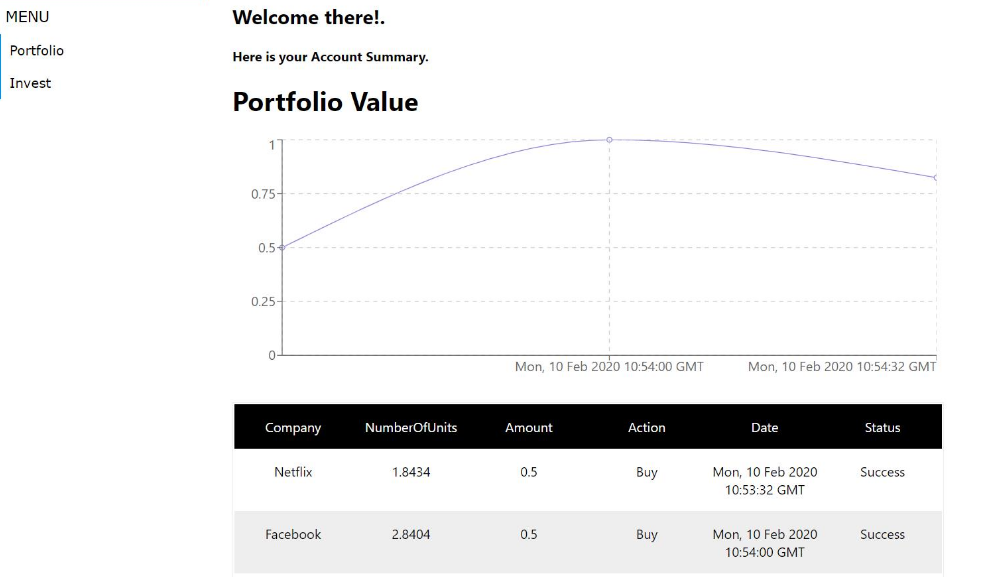 MENU
Portfolio
Invest
Welcome there!.
Here is your Account Summary.
Portfolio Value
1
0.75
0.5
0.25
0
Mon, 10 Feb 2020 10:54:00 GMT Mon, 10 Feb 2020 10:54:32 GMT
Company NumberOfUnits Amount Action Date Status
Netflix 1.8434 0.5 Buy Mon, 10 Feb 2020 Success
10:53:32 GMT
Facebook 2.8404 0.5 Buy Mon, 10 Feb 2020 Success
10:54:00 GMT